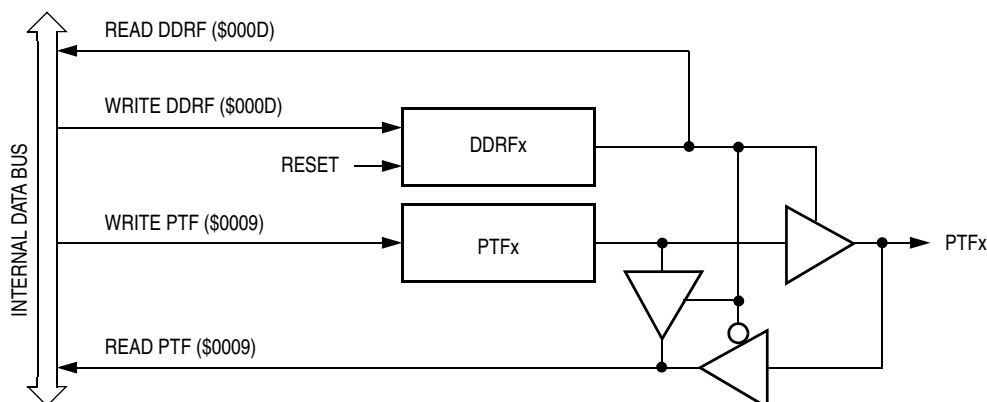 READ DDRF ($000D)
WRITE DDRF ($000D)
DDRFx
RESET
WRITE PTF ($0009)
PTFx
PTFx
READ PTF ($0009)
INTERNAL DATA BUS